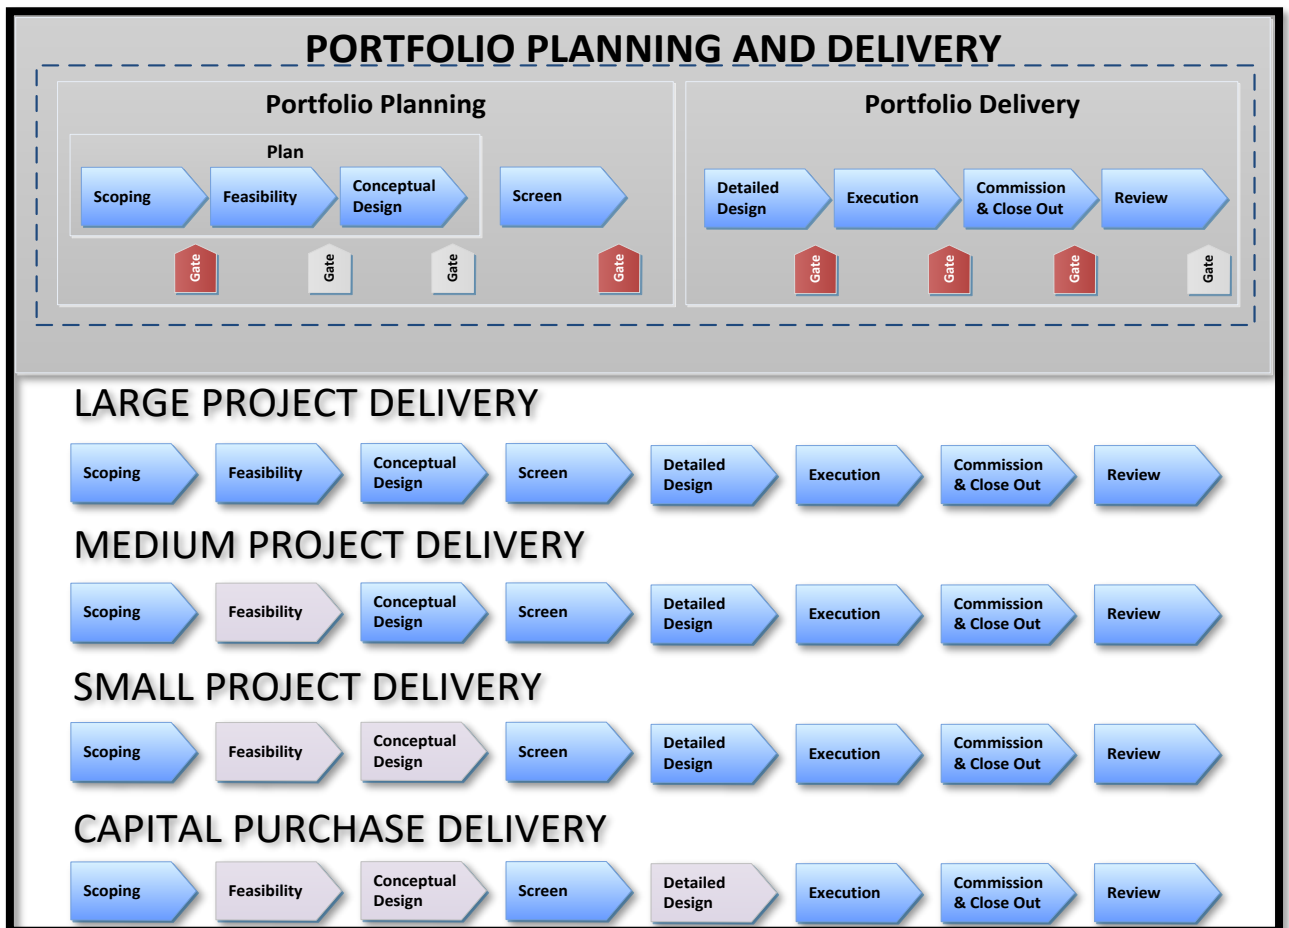 PORTFOLIO PLANNING AND DELIVERY
Portfolio Planning
Portfolio Delivery
Plan
Scoping
Feasibility
Conceptual
Design
Screen
Detailed
Design
Execution
Commission
& Close Out
Review
Gate
Gate
Gate
Gate
Gate
Gate
Gate
Gate
LARGE PROJECT DELIVERY
Scoping
Feasibility
Conceptual
Design
Screen
Detailed
Design
Execution
Commission
& Close Out
Review
MEDIUM PROJECT DELIVERY
Scoping
Feasibility
Conceptual
Design
Screen
Detailed
Design
Execution
Commission
& Close Out
Review
SMALL PROJECT DELIVERY
Scoping
Feasibility
Conceptual
Design
Screen
Detailed
Design
Execution
Commission
& Close Out
Review
CAPITAL PURCHASE DELIVERY
Scoping
Feasibility
Conceptual
Design
Screen
Detailed
Design
Execution
Commission
& Close Out
Review